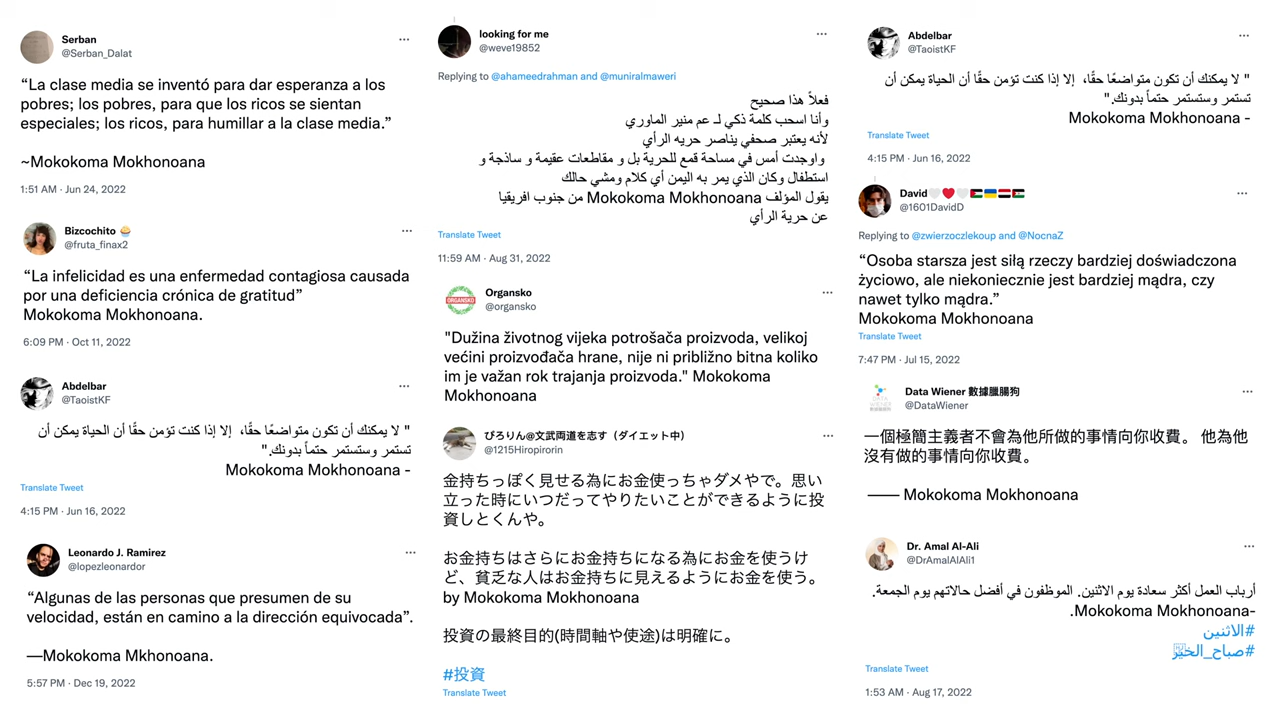 Serban
@Serban_Dalat
“La clase media se inventó para dar esperanza a los
pobres; los pobres, para que los ricos se sientan
especiales; los ricos, para humillar a la clase media.”
~Mokokoma Mokhonoana
1:51 AM · Jun 24, 2022
Bizcochito
@fruta_finax2
“La infelicidad es una enfermedad contagiosa causada
por una deficiencia crónica de gratitud”
Mokokoma Mokhonoana.
6:09 PM · Oct 11, 2022
Abdelbar
@TaoistKF
" لا يمكنك أن تكون متواضعًا حقًا، إلا إذا كنت تؤمن حقًا أن الحياة يمكن أن
تستمر وستستمر حتماً بدونك."
Mokokoma Mokhonoana -
Translate Tweet
4:15 PM · Jun 16, 2022
Leonardo J. Ramirez
@lopezleonardor
“Algunas de las personas que presumen de su
velocidad, están en camino a la dirección equivocada”.
—Mokokoma Mkhonoana.
5:57 PM · Dec 19, 2022
looking for me
@weve19852
Replying to @ahameedrahman and @muniralmaweri
فعلاً هذا صحيح
وأنا اسحب كلمة ذكي لـ عم منير الماوري
لأنه يعتبر صحفي يناصر حريه الرأي
واوجدت أمس في مساحة قمع للحرية بل و مقاطعات عقيمة و ساذجة و
استطفال وكان الذي يمر به اليمن أي كلام ومشي حالك
يقول المؤلف Mokokoma Mokhonoana من جنوب افريقيا
عن حرية الرأي
Translate Tweet
11:59 AM · Aug 31, 2022
ORGANSKO
Organsko
@organsko
"Dužina životnog vijeka potrošača proizvoda, velikoj
većini proizvođača hrane, nije ni približno bitna koliko
im je važan rok trajanja proizvoda." Mokokoma
Mokhonoana
ぴろりん@文武両道を志す（ダイエット中）
@1215Hiropirorin
金持ちっぽく見せる為にお金使っちゃダメやで。思い
立った時にいつだってやりたいことができるように投
資しとくんや。
お金持ちはさらにお金持ちになる為にお金を使うけ
ど、貧乏な人はお金持ちに見えるようにお金を使う。
by Mokokoma Mokhonoana
投資の最終目的(時間軸や使途)は明確に。
#投資
Translate Tweet
Abdelbar
@TaoistKF
" لا يمكنك أن تكون متواضعًا حقًا، إلا إذا كنت تؤمن حقًا أن الحياة يمكن أن
تستمر وستستمر حتماً بدونك."
Mokokoma Mokhonoana -
Translate Tweet
4:15 PM · Jun 16, 2022
David
@1601DavidD
Replying to @zwierzoczlekoup and @NocnaZ
“Osoba starsza jest siłą rzeczy bardziej doświadczona
życiowo, ale niekoniecznie jest bardziej mądra, czy
nawet tylko mądra.”
Mokokoma Mokhonoana
Translate Tweet
7:47 PM · Jul 15, 2022
Data Wiener 數據臘腸狗
@DataWiener
一個極簡主義者不會為他所做的事情向你收費。 他為他
沒有做的事情向你收費。
—— Mokokoma Mokhonoana
Dr. Amal Al-Ali
@DrAmalAlAli1
أرباب العمل أكثر سعادة يوم الاثنين. الموظفون في أفضل حالاتهم يوم الجمعة.
-Mokokoma Mokhonoana.
#الاثنين
#صباح_الخير
Translate Tweet
1:53 AM · Aug 17, 2022